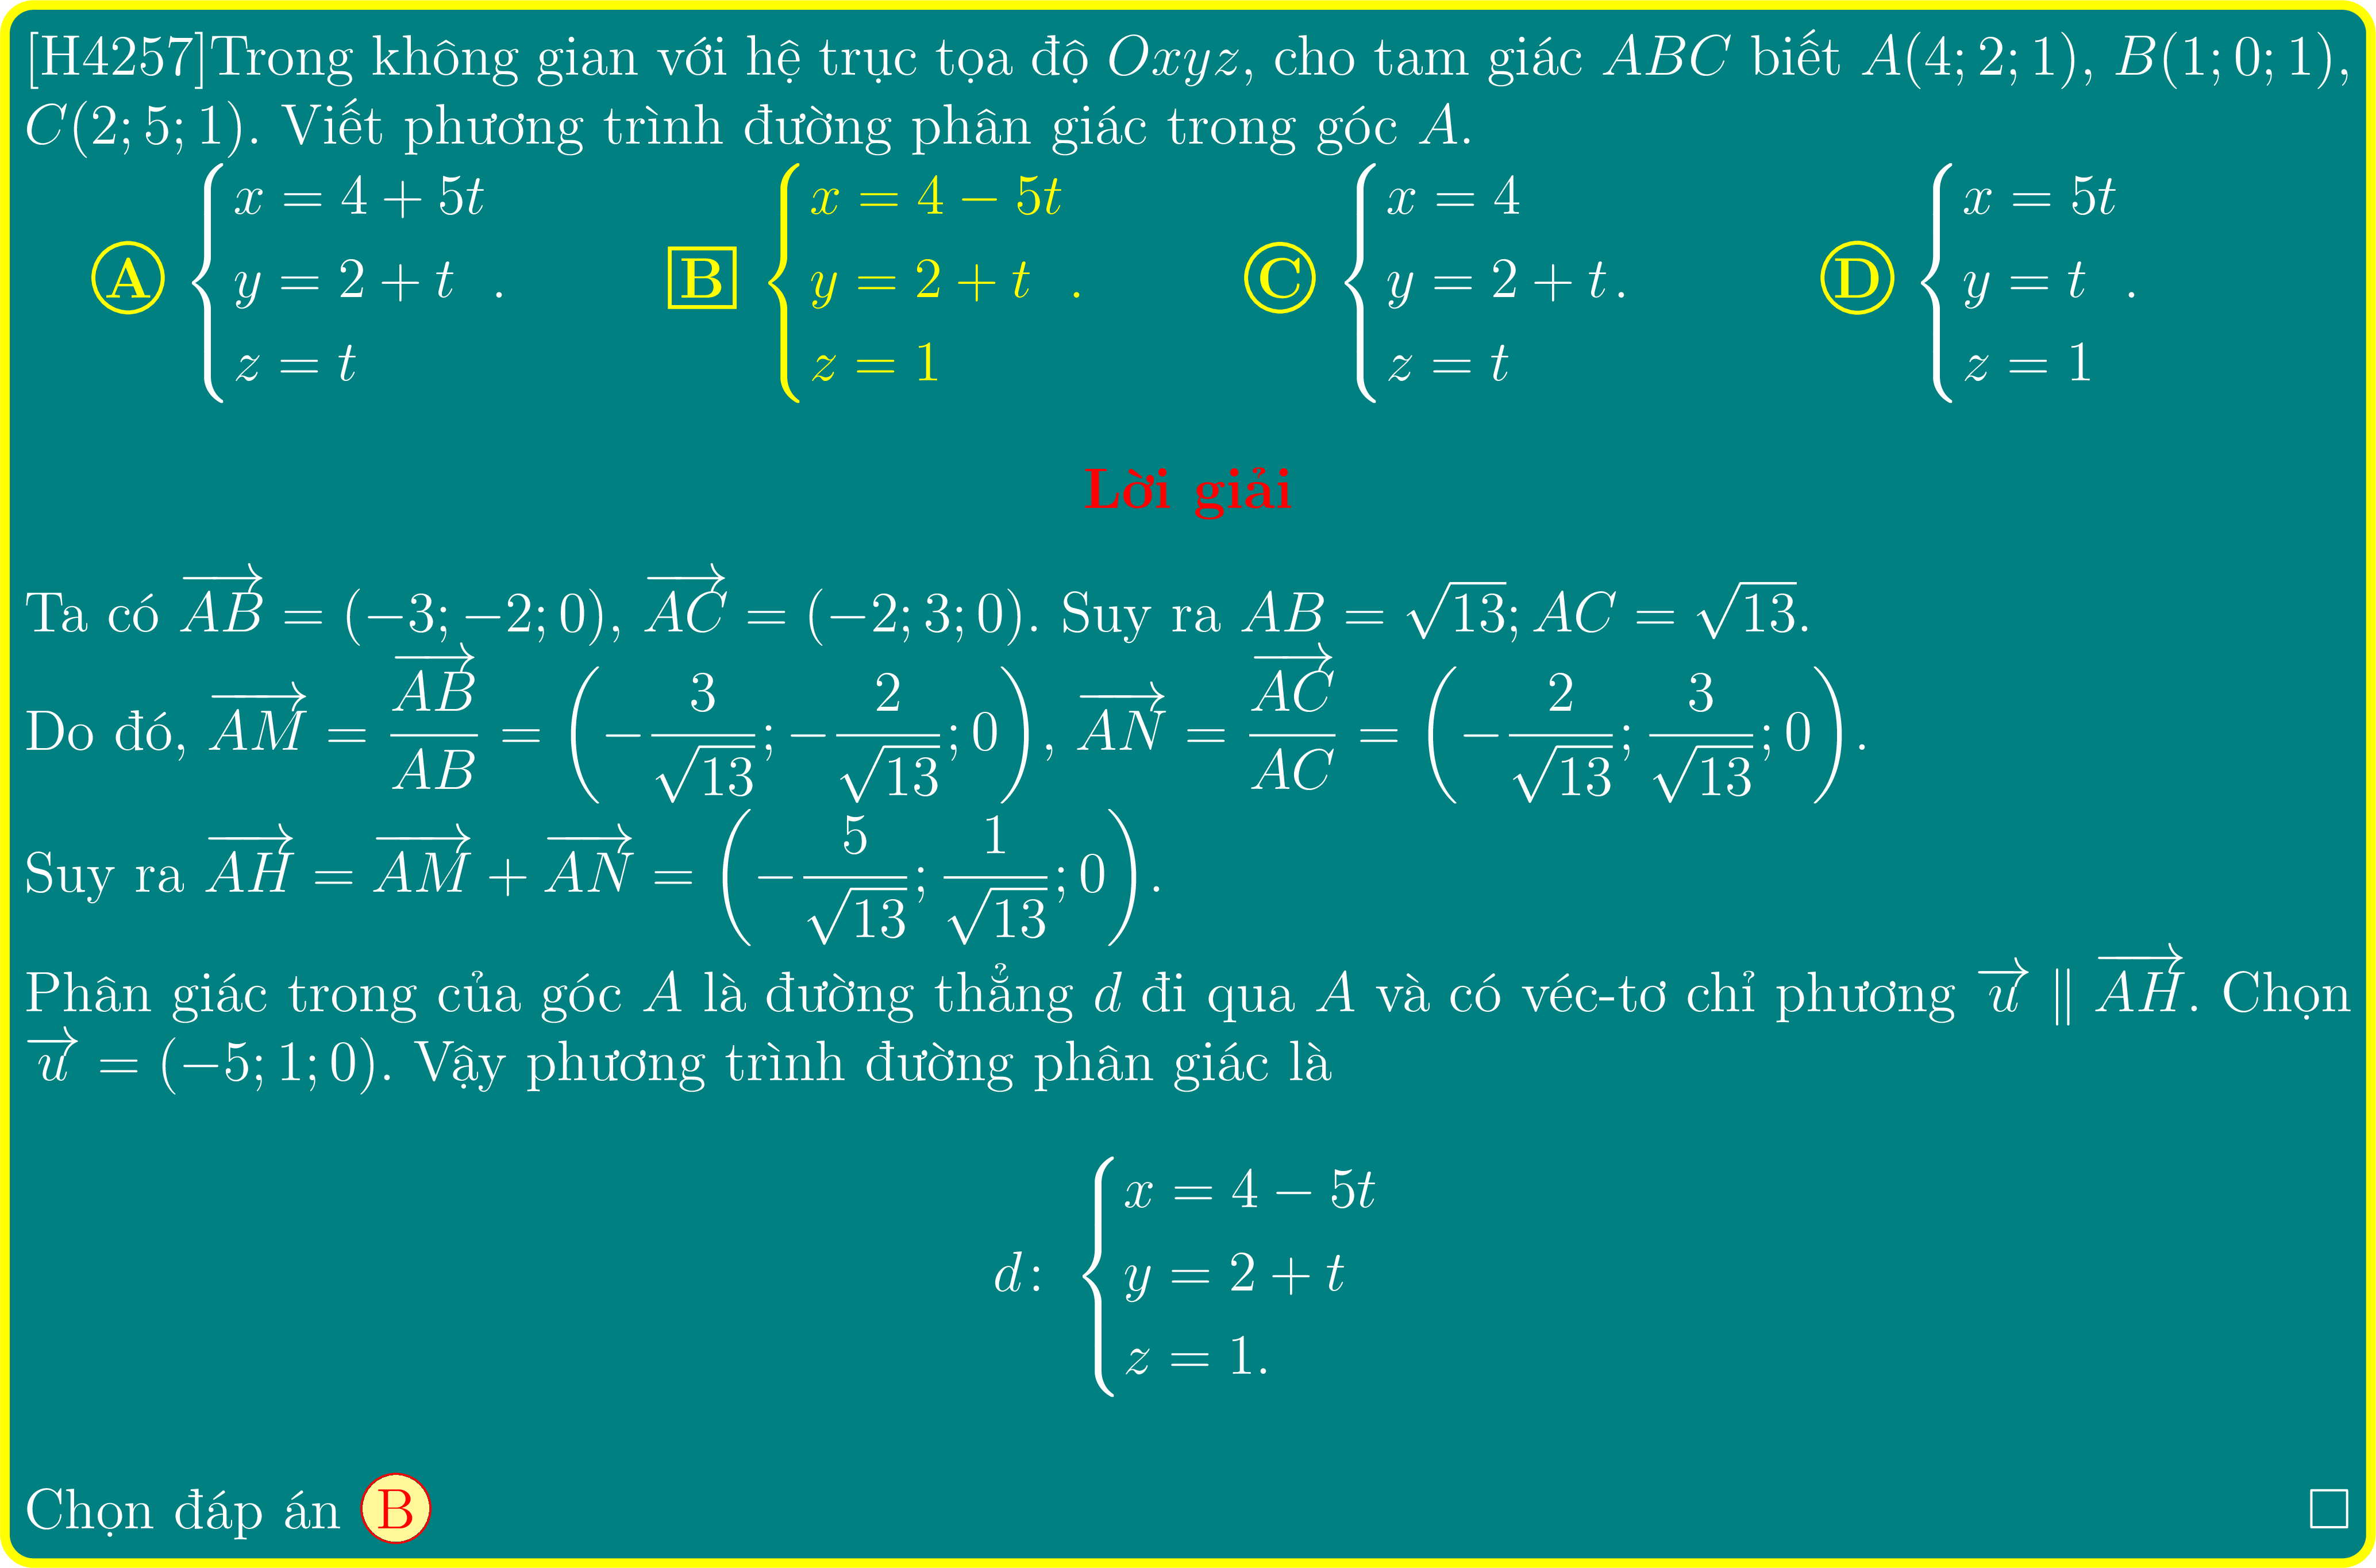 [H4257]Trong không gian với hệ trục tọa độ $Oxyz$, cho tam giác $ABC$ biết $A(4; 2; 1)$, $B(1; 0; 1)$,
$C(2; 5; 1)$. Viết phương trình đường phân giác trong góc $A$.
A $\begin{cases} x = 4 + 5t \\ y = 2 + t \\ z = t \end{cases}$. B $\begin{cases} x = 4 - 5t \\ y = 2 + t \\ z = 1 \end{cases}$. C $\begin{cases} x = 4 \\ y = 2 + t \\ z = t \end{cases}$. D $\begin{cases} x = 5t \\ y = t \\ z = 1 \end{cases}$.
Lời giải
Ta có $\overrightarrow{AB} = (-3; -2; 0)$, $\overrightarrow{AC} = (-2; 3; 0)$. Suy ra $AB = \sqrt{13}; AC = \sqrt{13}$.
Do đó, $\overrightarrow{AM} = \dfrac{\overrightarrow{AB}}{AB} = \left(-\dfrac{3}{\sqrt{13}}; -\dfrac{2}{\sqrt{13}}; 0\right)$, $\overrightarrow{AN} = \dfrac{\overrightarrow{AC}}{AC} = \left(-\dfrac{2}{\sqrt{13}}; \dfrac{3}{\sqrt{13}}; 0\right)$.
Suy ra $\overrightarrow{AH} = \overrightarrow{AM} + \overrightarrow{AN} = \left(-\dfrac{5}{\sqrt{13}}; \dfrac{1}{\sqrt{13}}; 0\right)$.
Phân giác trong của góc $A$ là đường thẳng $d$ đi qua $A$ và có véc-tơ chỉ phương $\overrightarrow{u} \parallel \overrightarrow{AH}$. Chọn
$\overrightarrow{u} = (-5; 1; 0)$. Vậy phương trình đường phân giác là
$d\colon \begin{cases} x = 4 - 5t \\ y = 2 + t \\ z = 1. \end{cases}$
Chọn đáp án B □